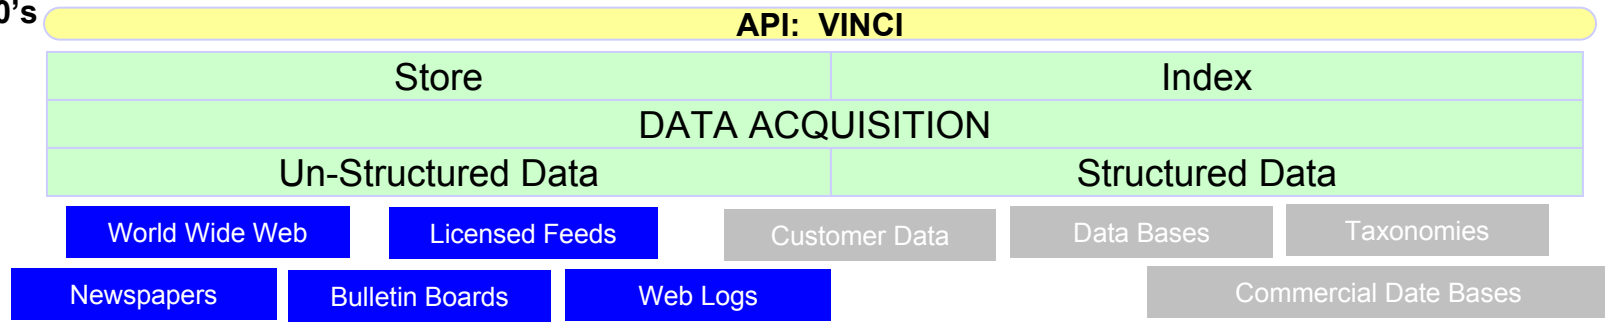 0's
API: VINCI
Store Index
DATA ACQUISITION
Un-Structured Data Structured Data
World Wide Web Licensed Feeds Customer Data Data Bases Taxonomies
Newspapers Bulletin Boards Web Logs Commercial Date Bases